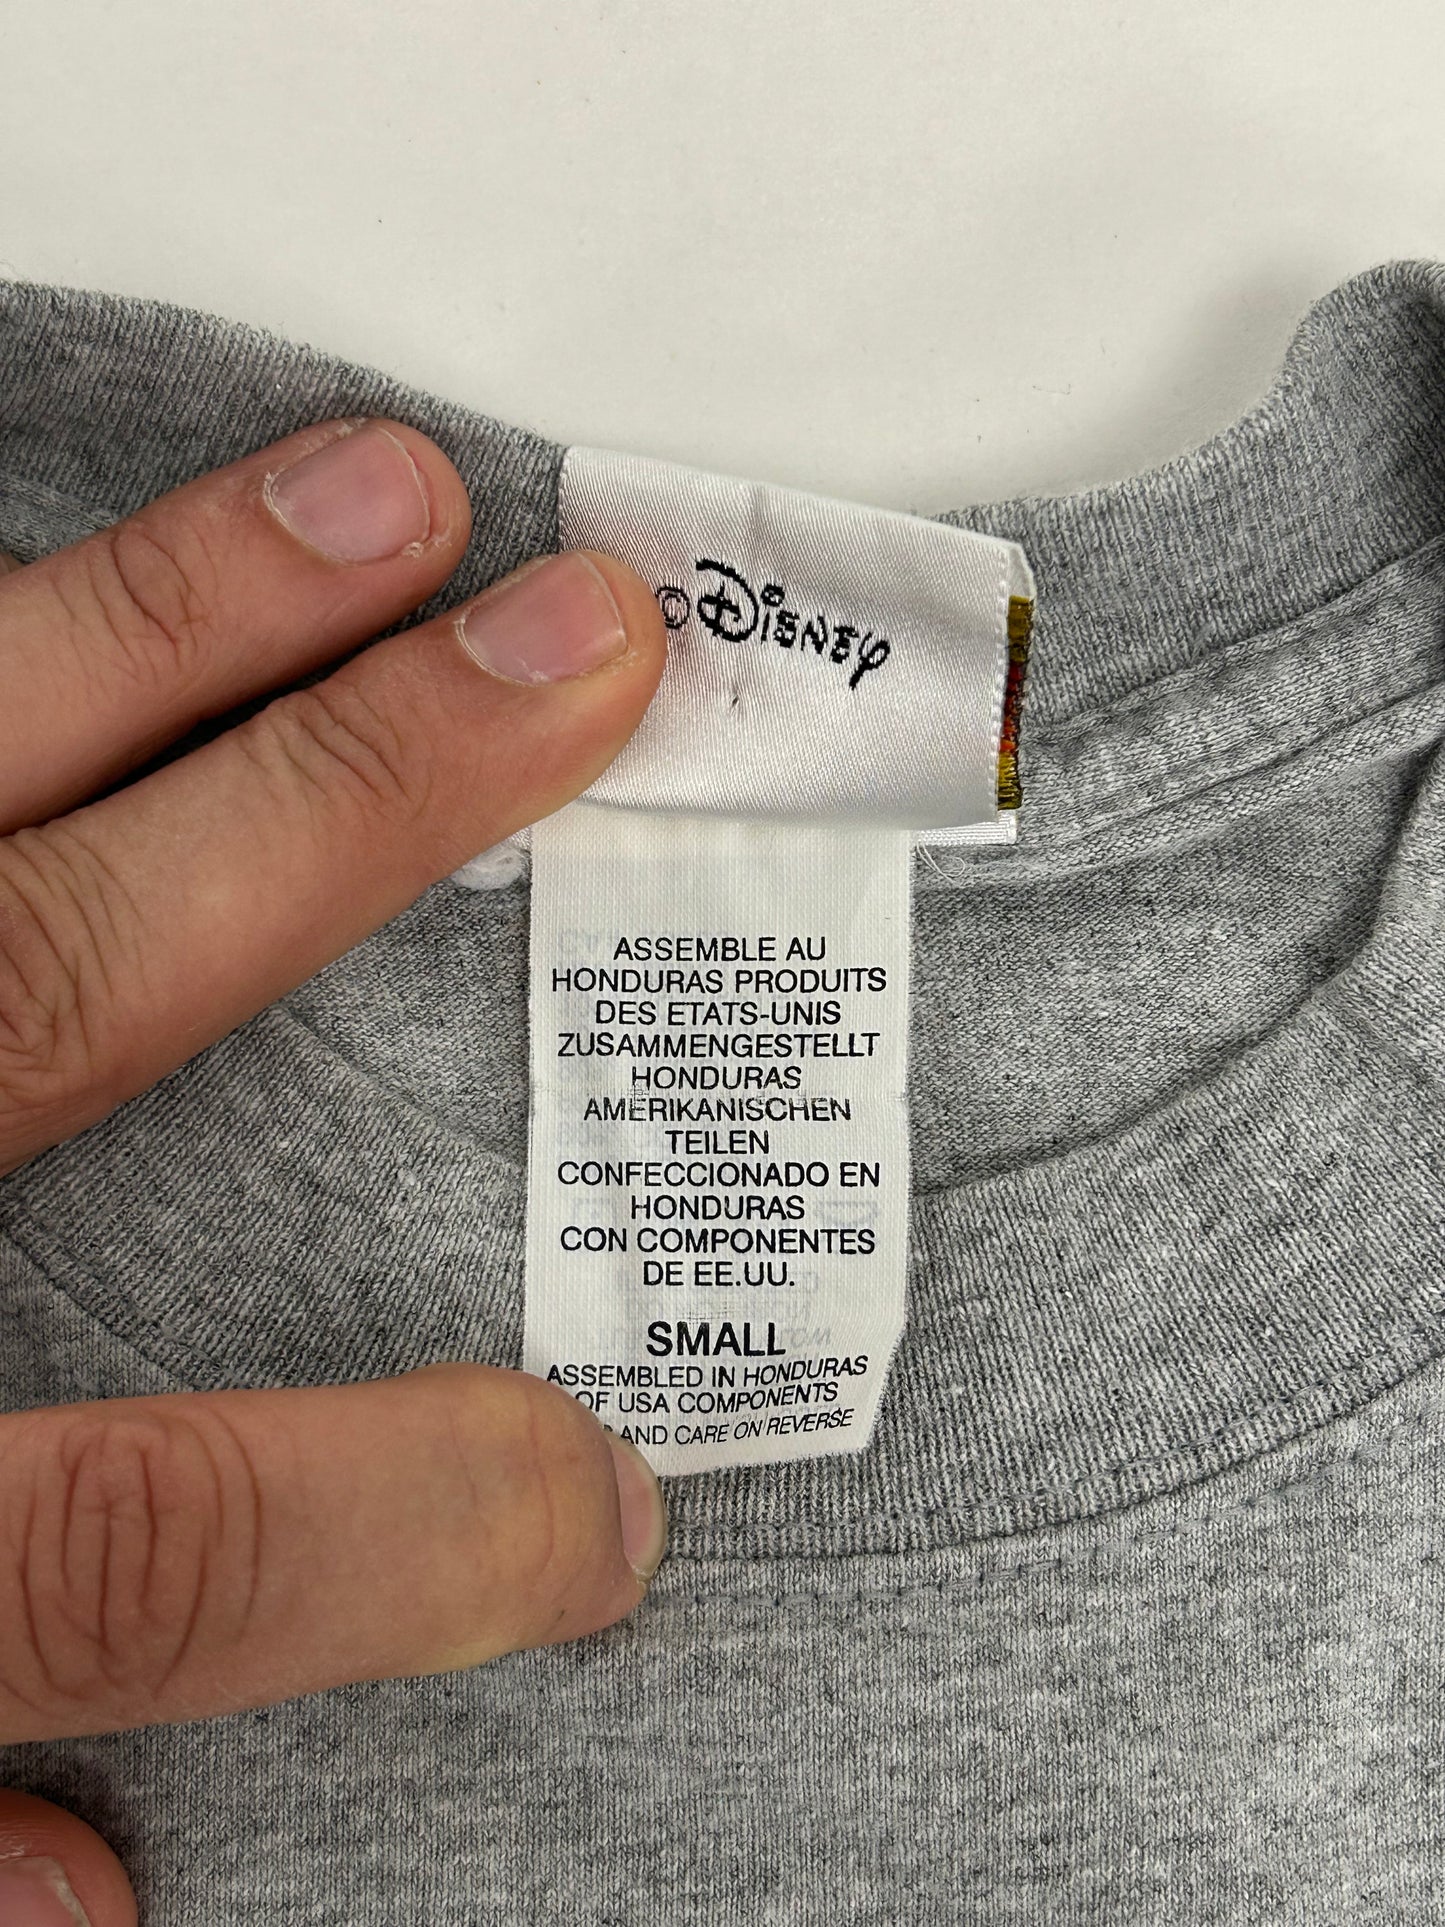 © Disney
ASSEMBLE AU
HONDURAS PRODUITS
DES ETATS-UNIS
ZUSAMMENGESTELLT
HONDURAS
AMERIKANISCHEN
TEILEN
CONFECCIONADO EN
HONDURAS
CON COMPONENTES
DE EE.UU.
SMALL
ASSEMBLED IN HONDURAS
OF USA COMPONENTS
AND CARE ON REVERSE